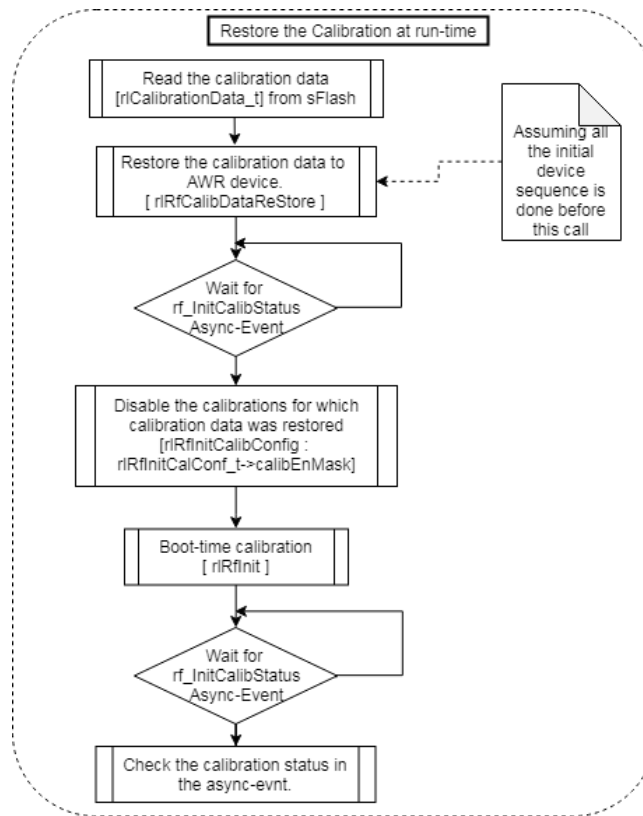 Restore the Calibration at run-time
Read the calibration data
[rlCalibrationData_t] from sFlash
Restore the calibration data to
AWR device.
[ rlRfCalibDataReStore ]
Assuming all
the initial
device
sequence is
done before
this call
Wait for
rf_InitCalibStatus
Async-Event
Disable the calibrations for which
calibration data was restored
[rlRfInitCalibConfig :
rlRfInitCalConf_t->calibEnMask]
Boot-time calibration
[ rlRfInit ]
Wait for
rf_InitCalibStatus
Async-Event
Check the calibration status in
the async-evnt.